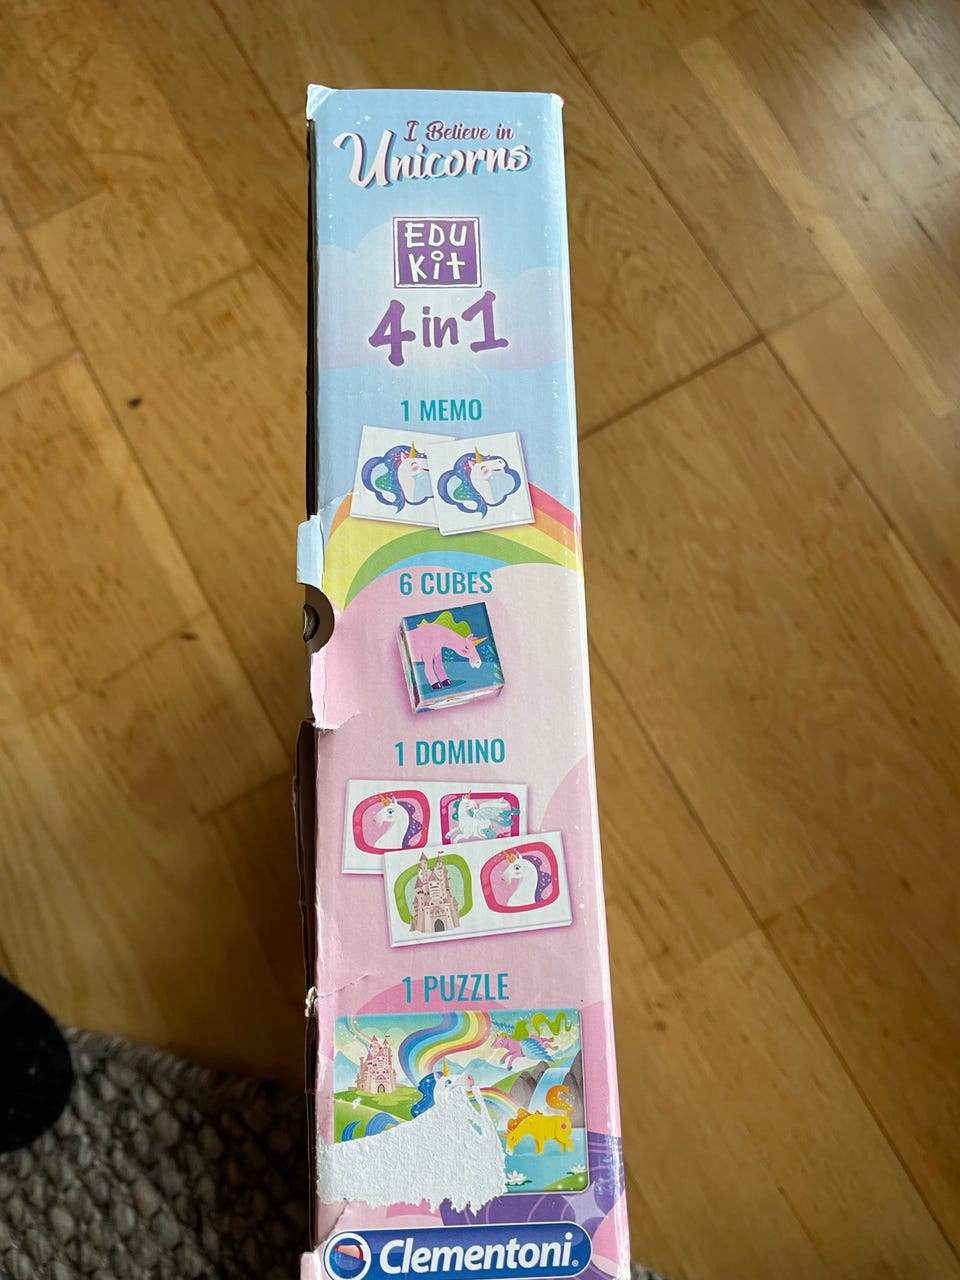 I Believe in
Unicorns
EDU
KIT
4 in 1
1 MEMO
6 CUBES
1 DOMINO
1 PUZZLE
Clementoni®